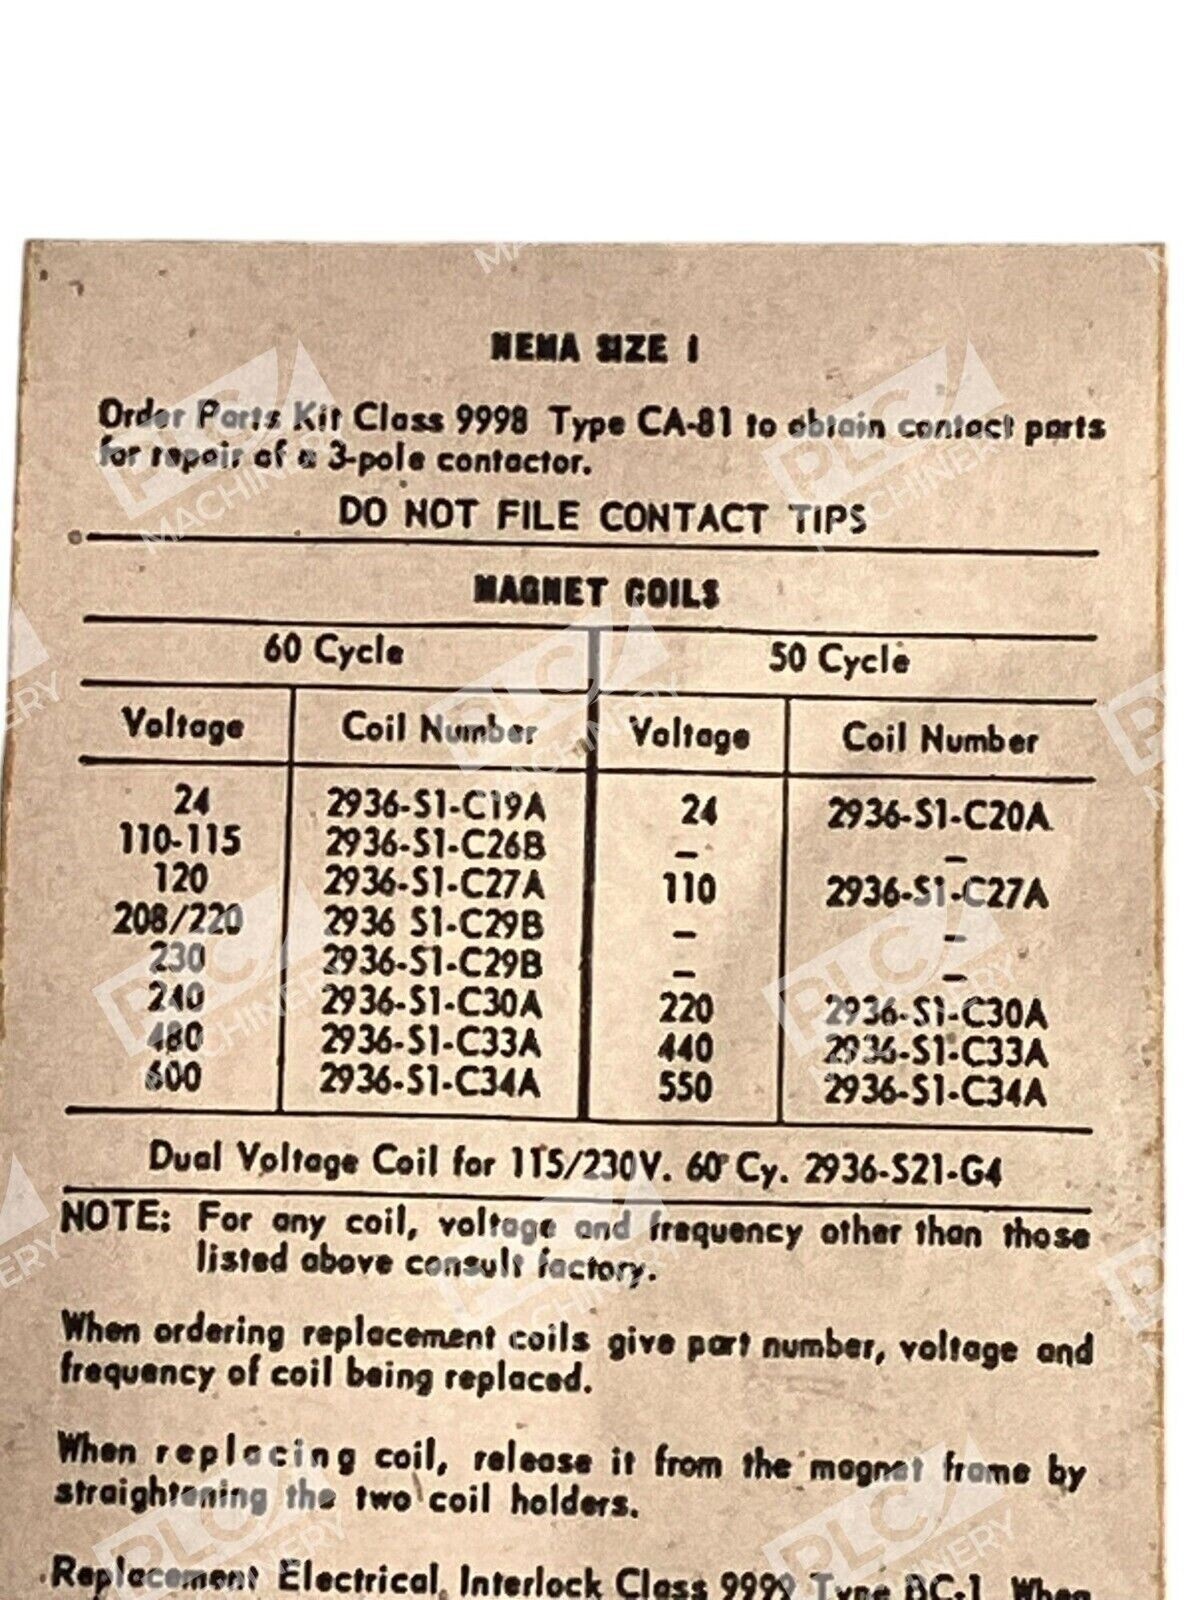 NEMA SIZE 1
Order Parts Kit Class 9998 Type CA-81 to obtain contact parts
for repair of a 3-pole contactor.
DO NOT FILE CONTACT TIPS
MAGNET COILS
60 Cycle 50 Cycle
Voltage Coil Number Voltage Coil Number
24 2936-S1-C19A 24 2936-S1-C20A
110-115 2936-S1-C26B – –
120 2936-S1-C27A 110 2936-S1-C27A
208/220 2936 S1-C29B – –
230 2936-S1-C29B – –
240 2936-S1-C30A 220 2936-S1-C30A
480 2936-S1-C33A 440 2936-S1-C33A
600 2936-S1-C34A 550 2936-S1-C34A
Dual Voltage Coil for 115/230V. 60 Cy. 2936-S21-G4
NOTE: For any coil, voltage and frequency other than those
listed above consult factory.
When ordering replacement coils give part number, voltage and
frequency of coil being replaced.
When replacing coil, release it from the magnet frame by
straightening the two coil holders.
Replacement Electrical Interlock Class 9999 Type BC-1 When
PLC MACHINERY